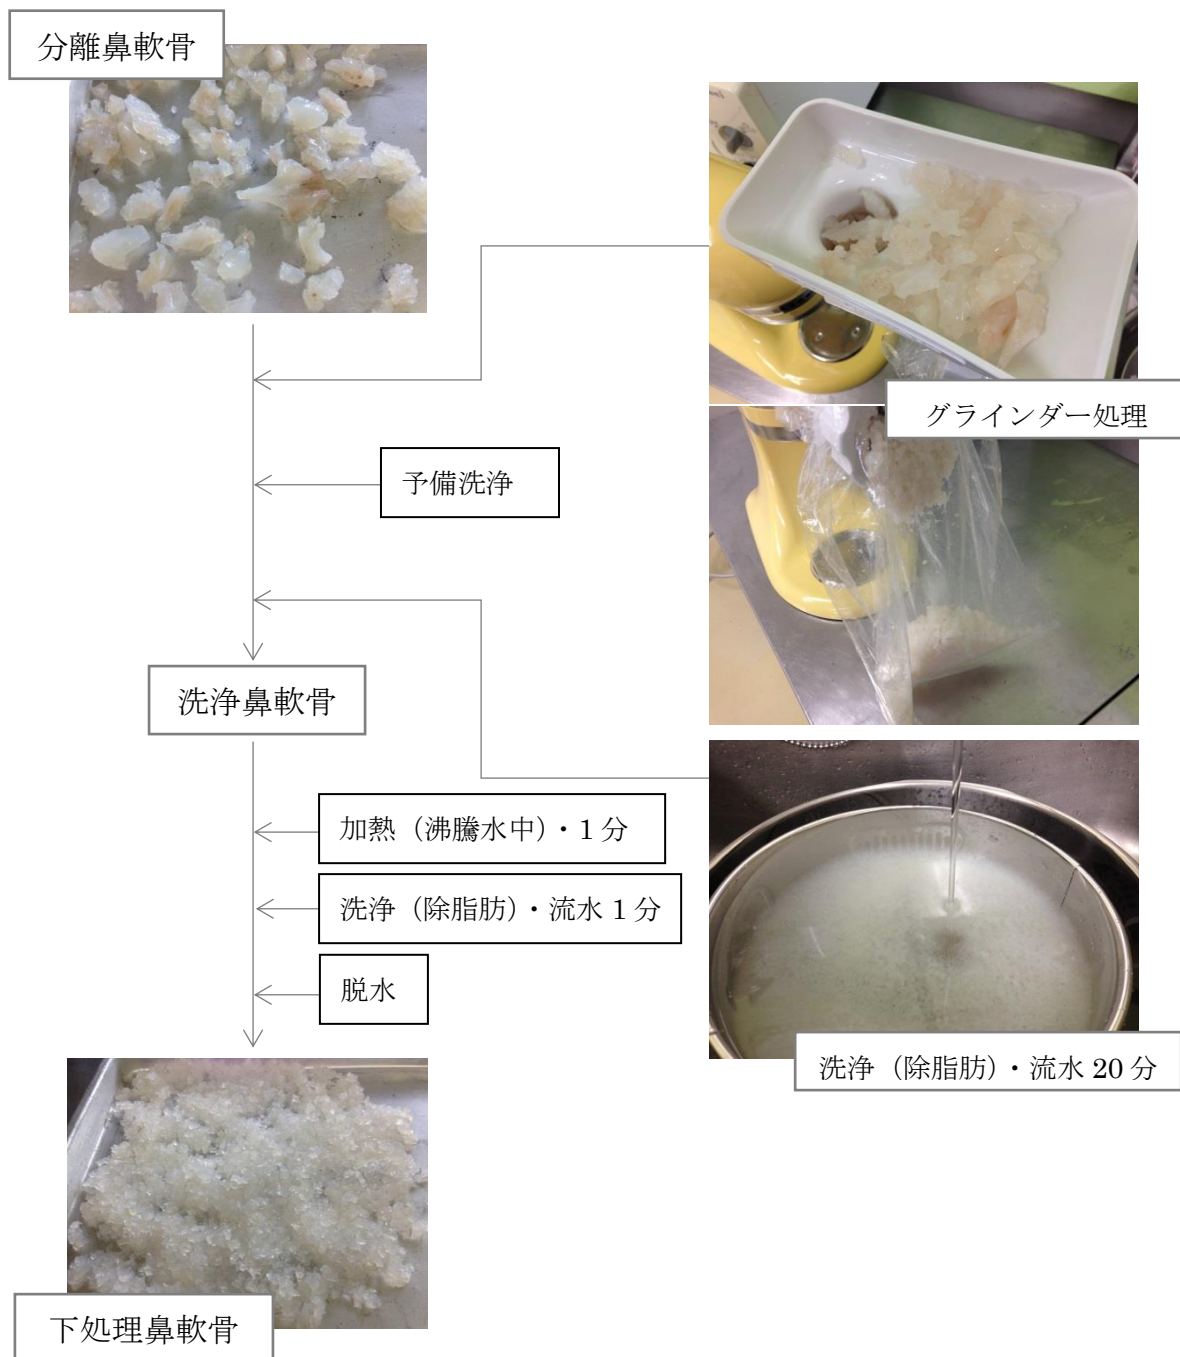 分離鼻軟骨
グラインダー処理
予備洗浄
洗浄鼻軟骨
加熱（沸騰水中）・1 分
洗浄（除脂肪）・流水 1 分
脱水
洗浄（除脂肪）・流水 20 分
下処理鼻軟骨